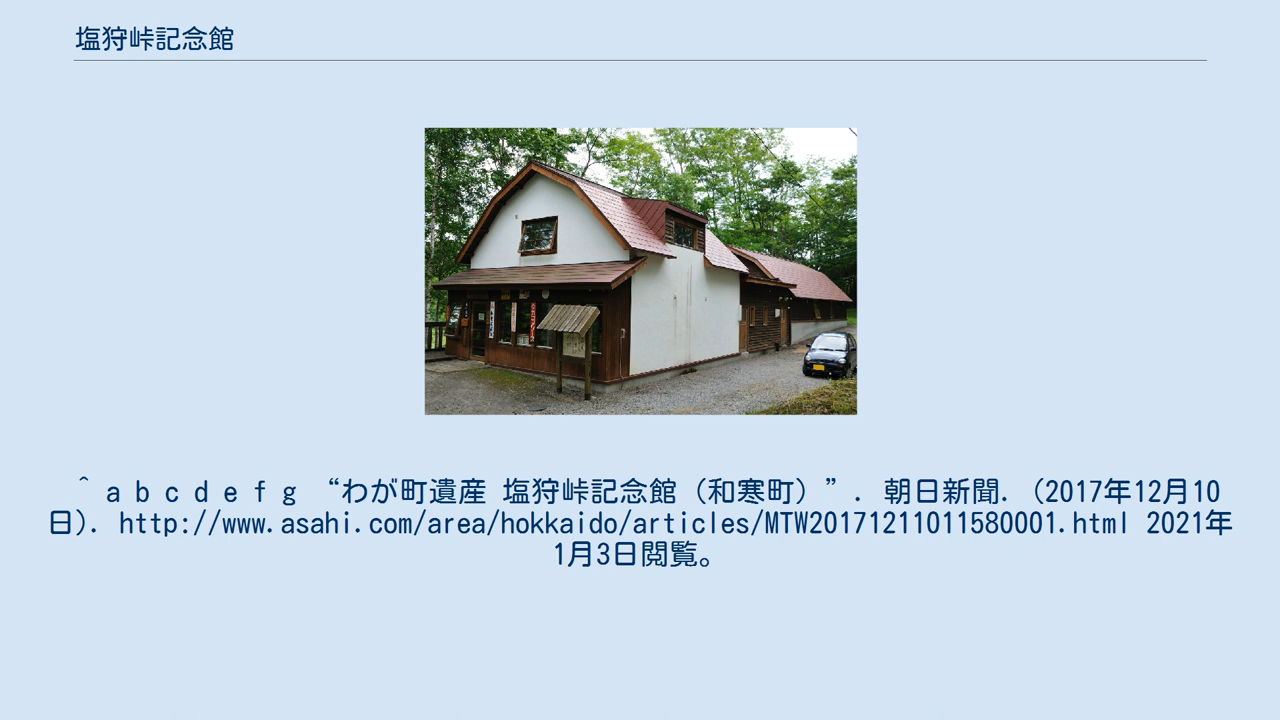 塩狩峠記念館
^ a b c d e f g “わが町遺産 塩狩峠記念館（和寒町）”. 朝日新聞. (2017年12月10
日). http://www.asahi.com/area/hokkaido/articles/MTW20171211011580001.html 2021年
1月3日閲覧。